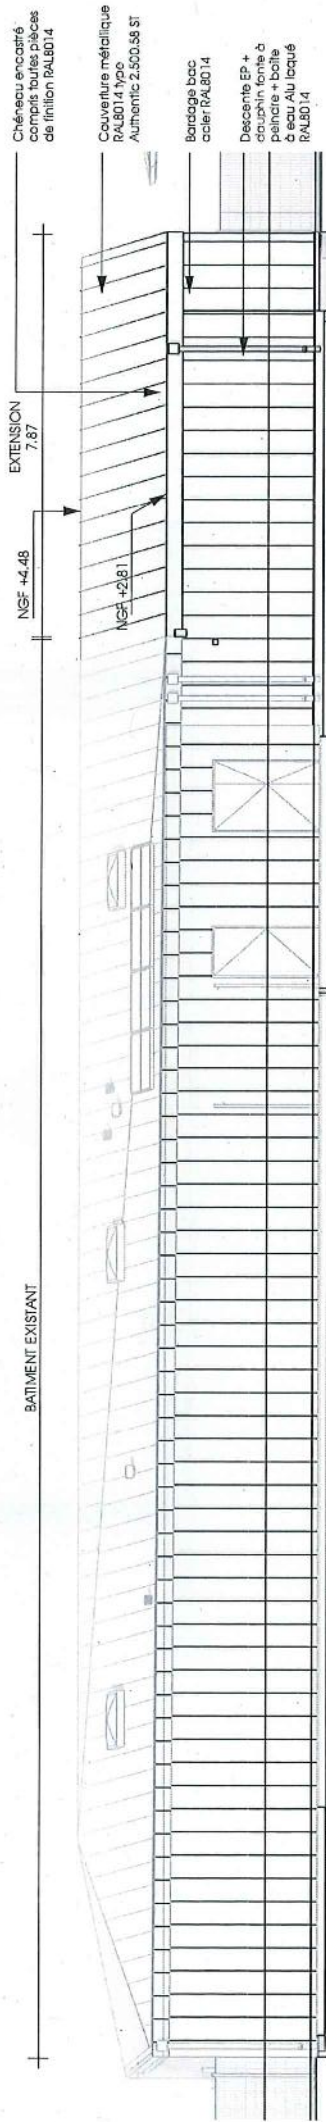 BATIMENT EXISTANT
EXTENSION
7.87
NGF +4.48
NGF +2.81
Chéneau encastré
compris toutes pièces
de finition RAL8014
Couverture métallique
RAL8014 type
Authentic 2.500.58 ST
Bardage bac
acier RAL8014
Descente EP +
dauphin fonte à
peindre + boîte
à eau Alu laqué
RAL8014